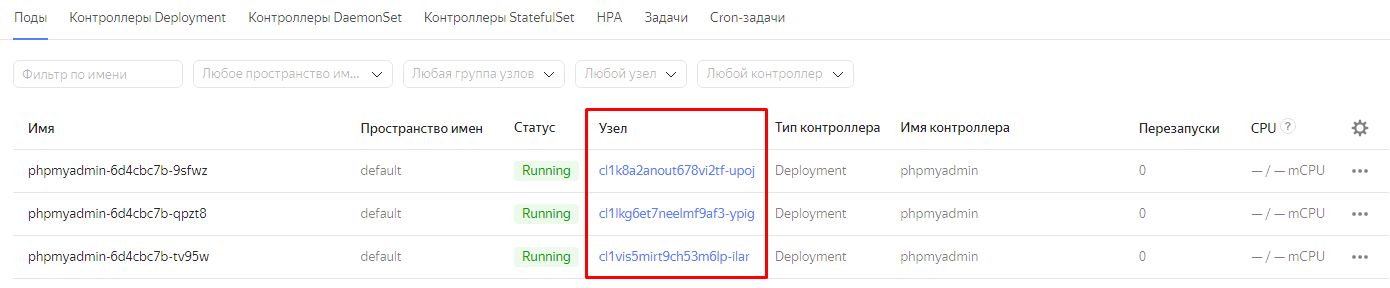 Поды Контроллеры Deployment Контроллеры DaemonSet Контроллеры StatefulSet HPA Задачи Cron-задачи
Фильтр по имени Любое пространство им... Любая группа узлов Любой узел Любой контроллер
Имя Пространство имен Статус Узел Тип контроллера Имя контроллера Перезапуски CPU ?
phpmyadmin-6d4cbc7b-9sfwz default Running cl1k8a2anout678vi2tf-upoj Deployment phpmyadmin 0 — / — mCPU
phpmyadmin-6d4cbc7b-qpzt8 default Running cl1lkg6et7neelmf9af3-ypig Deployment phpmyadmin 0 — / — mCPU
phpmyadmin-6d4cbc7b-tv95w default Running cl1vis5mirt9ch53m6lp-ilar Deployment phpmyadmin 0 — / — mCPU